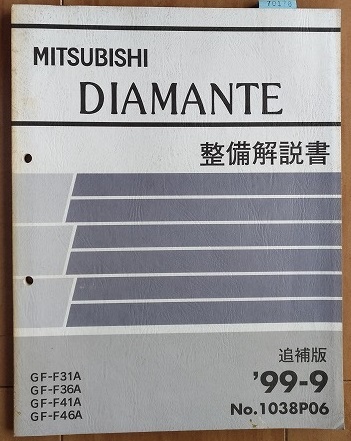 70178
MITSUBISHI
DIAMANTE
整備解説書
追補版
'99-9
No.1038P06
GF-F31A
GF-F36A
GF-F41A
GF-F46A